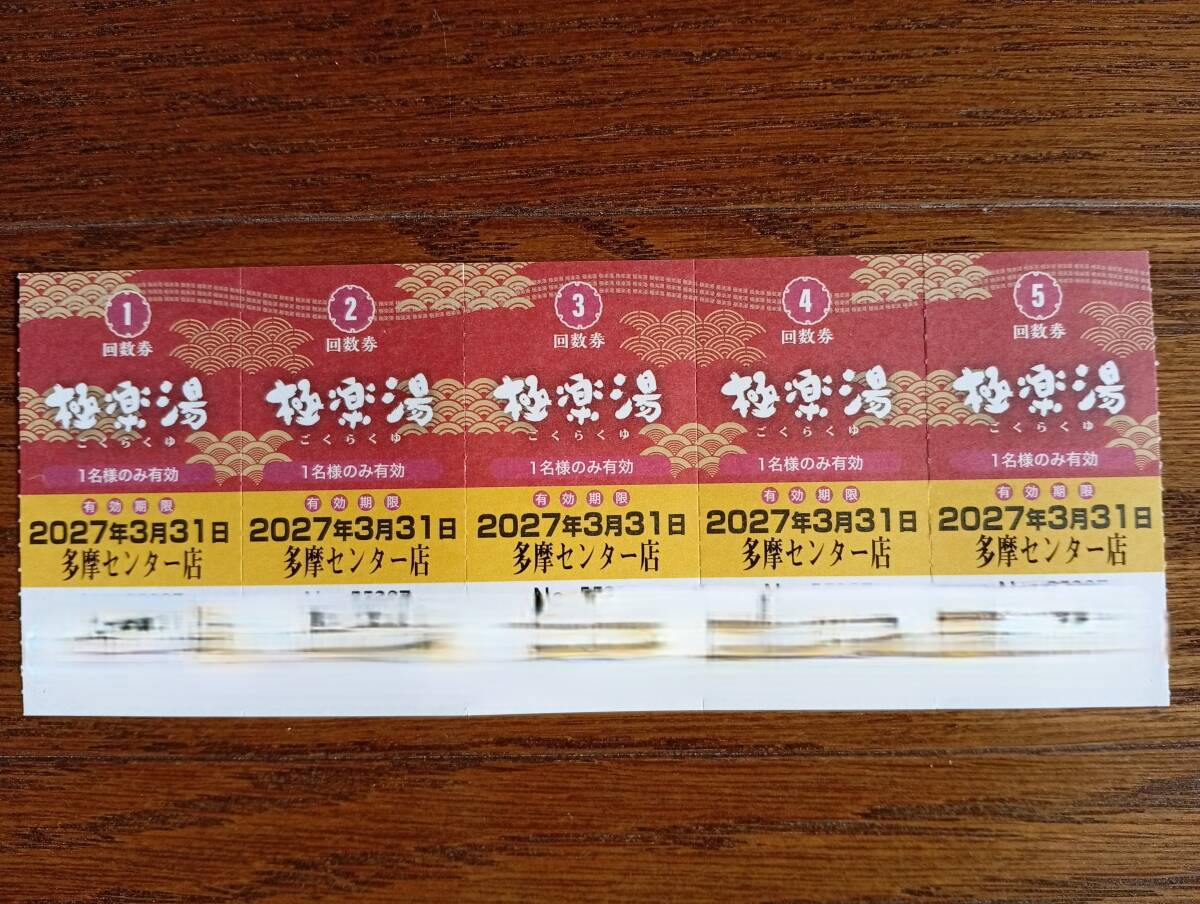 1
回数券
極楽湯
ごくらくゆ
1名様のみ有効
有効期限
2027年3月31日
多摩センター店
2
回数券
極楽湯
ごくらくゆ
1名様のみ有効
有効期限
2027年3月31日
多摩センター店
3
回数券
極楽湯
ごくらくゆ
1名様のみ有効
有効期限
2027年3月31日
多摩センター店
4
回数券
極楽湯
ごくらくゆ
1名様のみ有効
有効期限
2027年3月31日
多摩センター店
5
回数券
極楽湯
ごくらくゆ
1名様のみ有効
有効期限
2027年3月31日
多摩センター店